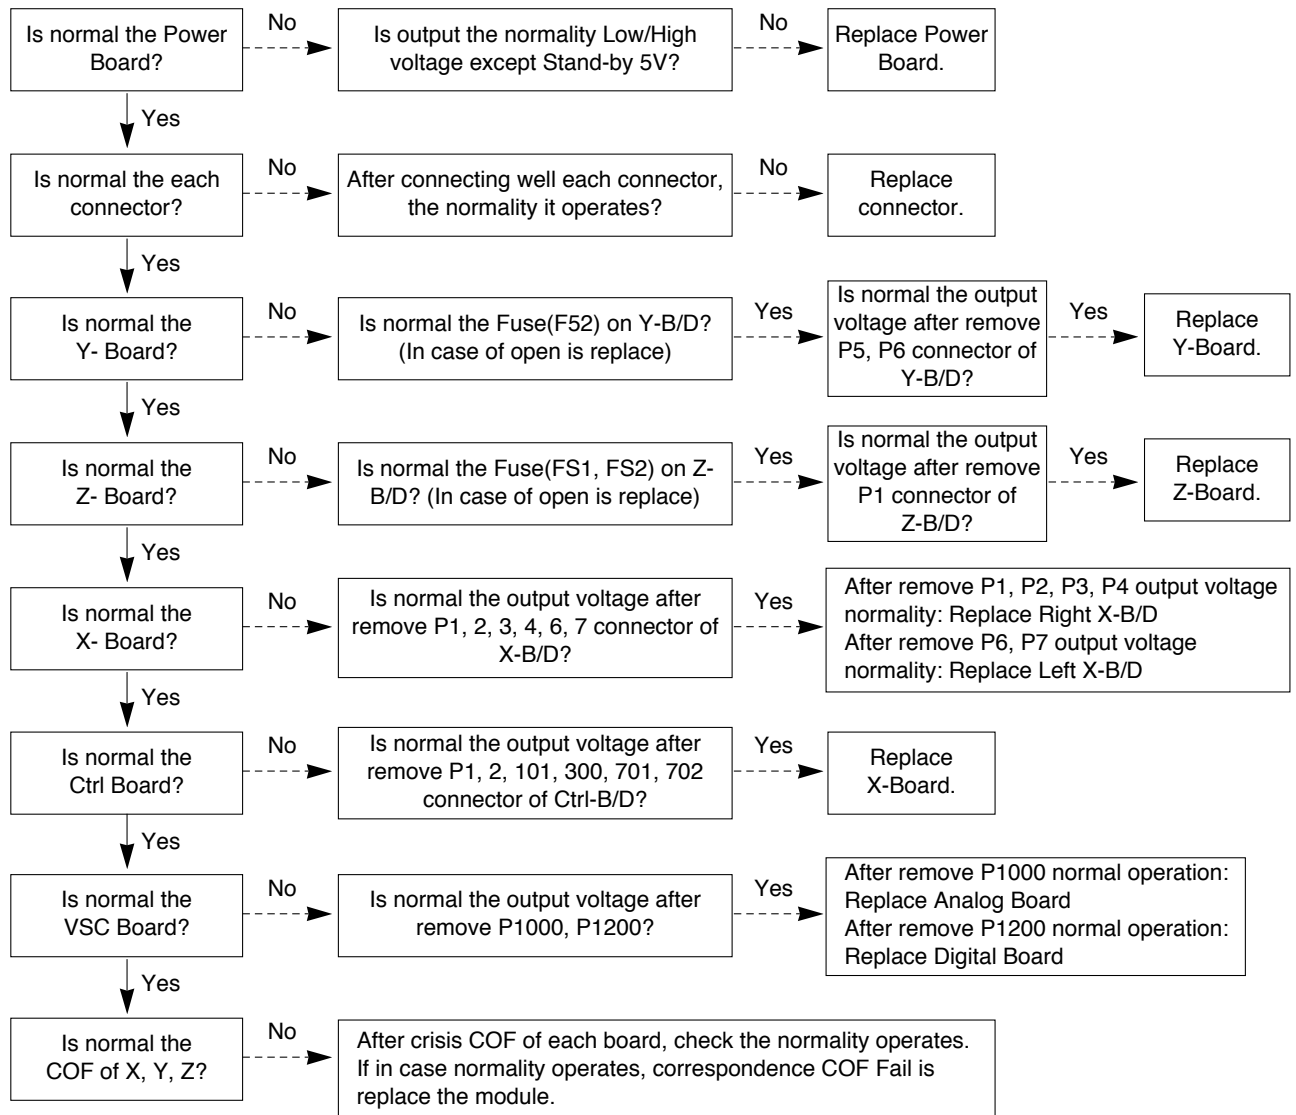 Is normal the Power
Board?
No
Is output the normality Low/High
voltage except Stand-by 5V?
No
Replace Power
Board.
Yes
Is normal the each
connector?
No
After connecting well each connector,
the normality it operates?
No
Replace
connector.
Yes
Is normal the
Y- Board?
No
Is normal the Fuse(F52) on Y-B/D?
(In case of open is replace)
Yes
Is normal the output
voltage after remove
P5, P6 connector of
Y-B/D?
Yes
Replace
Y-Board.
Yes
Is normal the
Z- Board?
No
Is normal the Fuse(FS1, FS2) on Z-
B/D? (In case of open is replace)
Yes
Is normal the output
voltage after remove
P1 connector of
Z-B/D?
Yes
Replace
Z-Board.
Yes
Is normal the
X- Board?
No
Is normal the output voltage after
remove P1, 2, 3, 4, 6, 7 connector of
X-B/D?
Yes
After remove P1, P2, P3, P4 output voltage
normality: Replace Right X-B/D
After remove P6, P7 output voltage
normality: Replace Left X-B/D
Yes
Is normal the
Ctrl Board?
No
Is normal the output voltage after
remove P1, 2, 101, 300, 701, 702
connector of Ctrl-B/D?
Yes
Replace
X-Board.
Yes
Is normal the
VSC Board?
No
Is normal the output voltage after
remove P1000, P1200?
Yes
After remove P1000 normal operation:
Replace Analog Board
After remove P1200 normal operation:
Replace Digital Board
Yes
Is normal the
COF of X, Y, Z?
No
After crisis COF of each board, check the normality operates.
If in case normality operates, correspondence COF Fail is
replace the module.